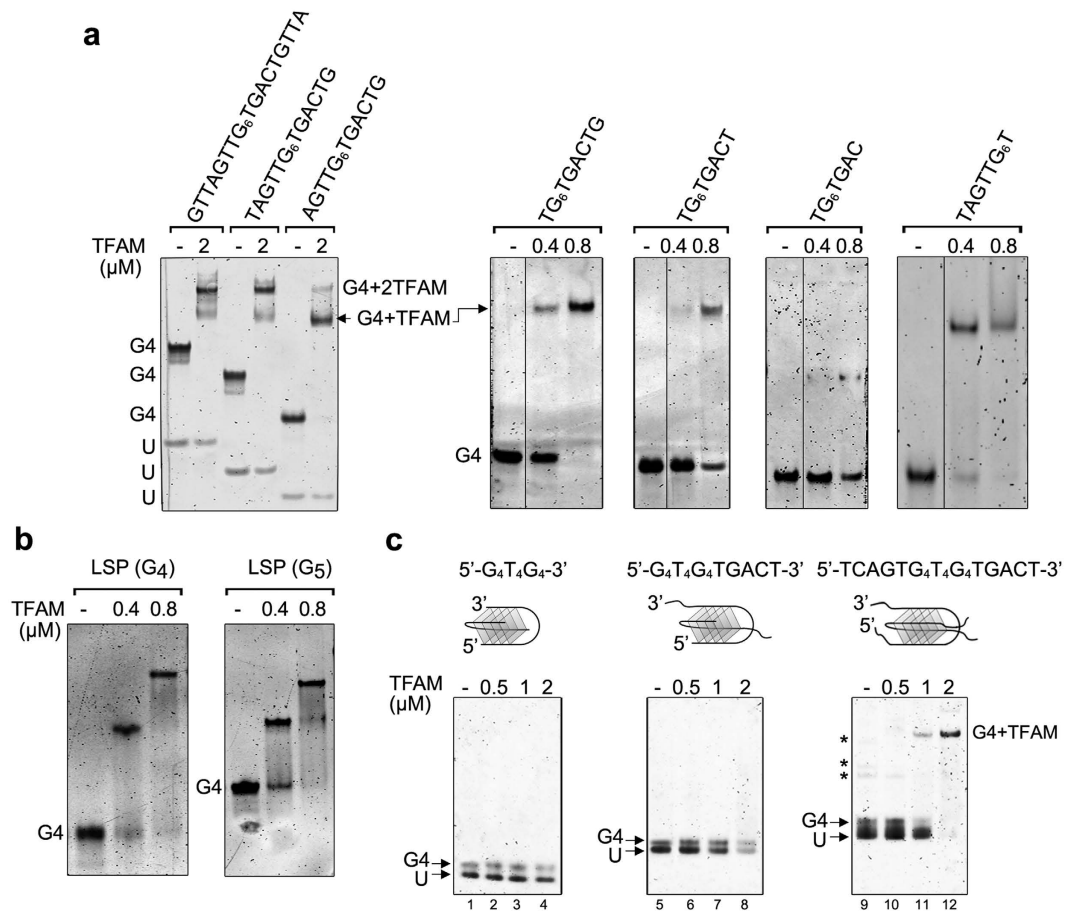 a
GTTAGTTG₆TGACTGTTA
TAGTTG₆TGACTG
AGTTG₆TGACTG
TFAM
(µM)
- 2 - 2 - 2
G4+2TFAM
G4+TFAM
G4
G4
G4
U
U
U
TG₆TGACTG
- 0.4 0.8
G4
TG₆TGACT
- 0.4 0.8
TG₆TGAC
- 0.4 0.8
TAGTTG₆T
- 0.4 0.8
b
LSP (G₄)
TFAM
(µM)
- 0.4 0.8
G4
LSP (G₅)
- 0.4 0.8
G4
c
5'-G₄T₄G₄-3'
3'
5'
TFAM
(µM)
- 0.5 1 2
G4
U
1 2 3 4
5'-G₄T₄G₄TGACT-3'
3'
5'
- 0.5 1 2
G4
U
5 6 7 8
5'-TCAGTG₄T₄G₄TGACT-3'
3'
5'
- 0.5 1 2
G4+TFAM
*
*
*
G4
U
9 10 11 12